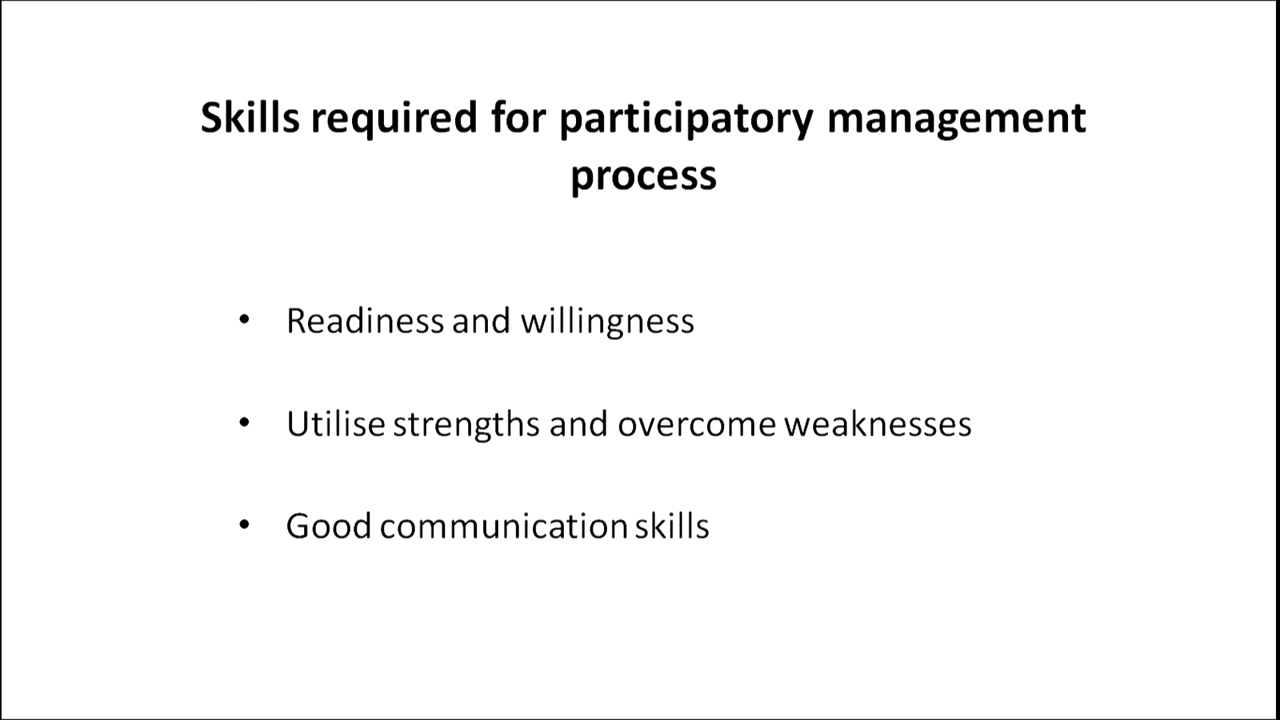 Skills required for participatory management
process
• Readiness and willingness
• Utilise strengths and overcome weaknesses
• Good communication skills